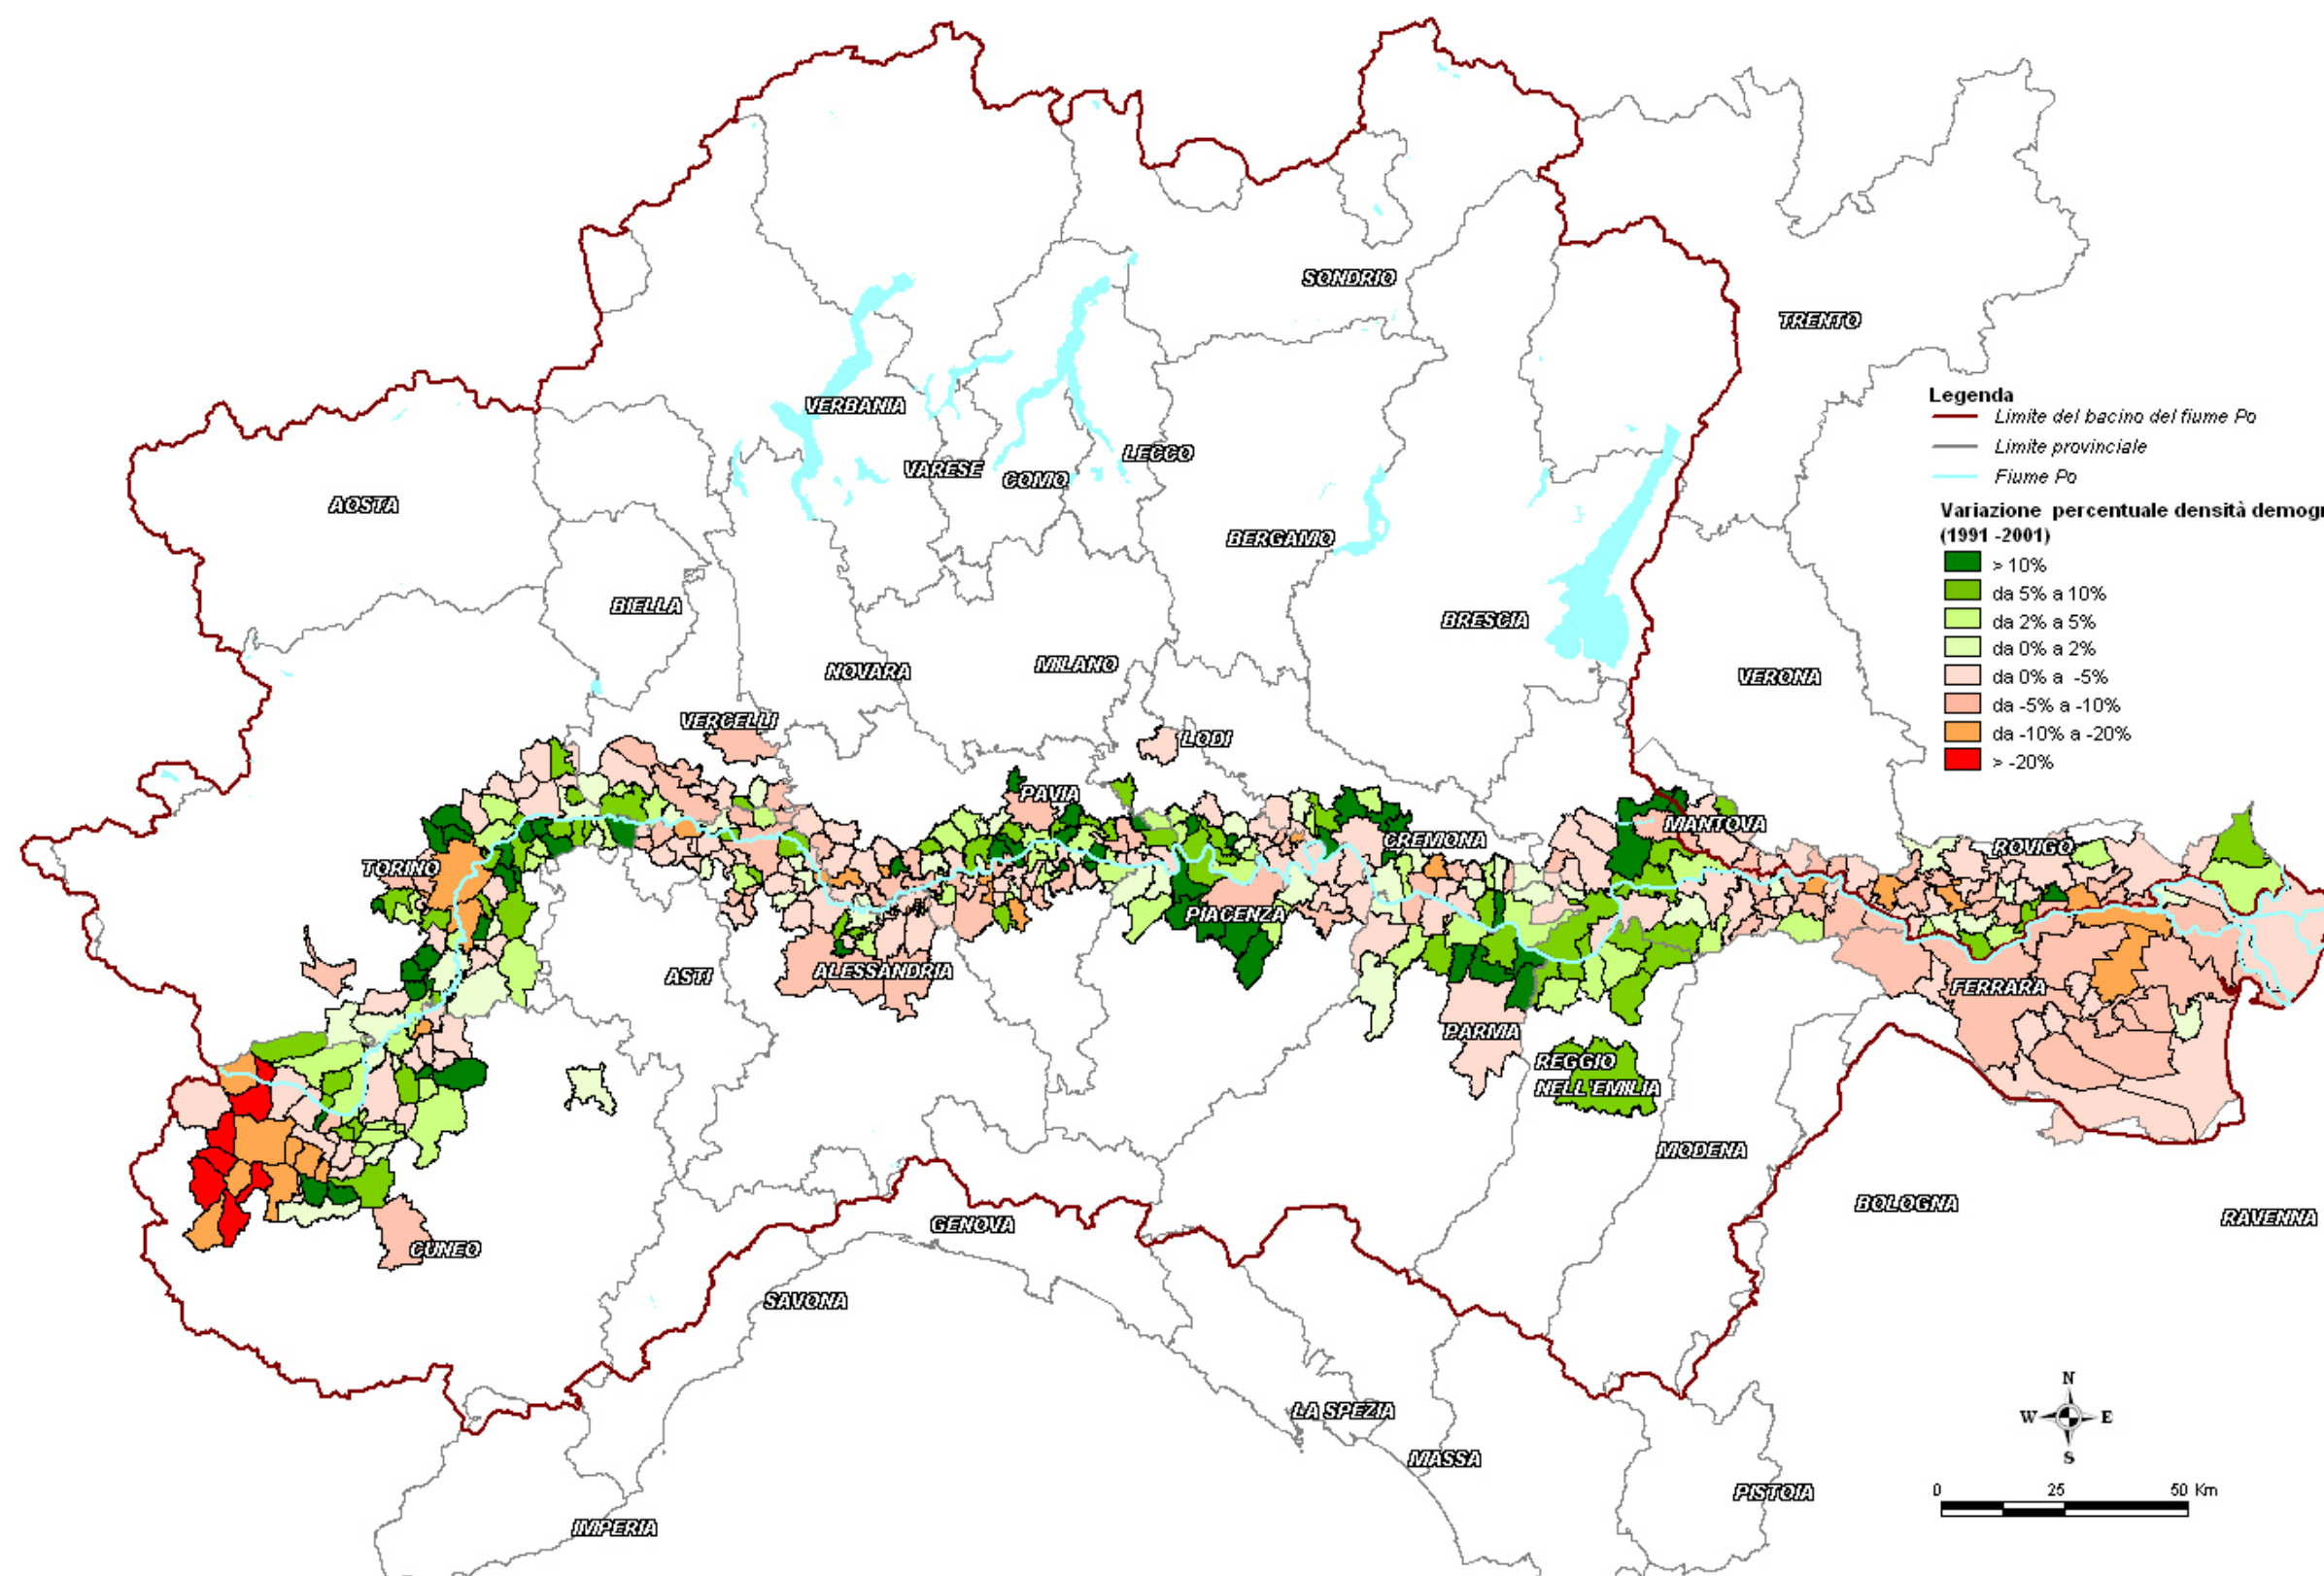 SONDRIO
TRENTO
VERBANIA
VARESE
COMO
LECCO
AOSTA
BERGAMO
BIELLA
BRESCIA
NOVARA
MILANO
VERONA
VERCELLI
LODI
PAVIA
MANTOVA
CREMONA
ROVIGO
TORINO
PIACENZA
ASTI
ALESSANDRIA
FERRARA
PARMA
REGGIO
NELL'EMILIA
MODENA
BOLOGNA
RAVENNA
CUNEO
GENOVA
SAVONA
LA SPEZIA
MASSA
PISTOIA
IMPERIA
Legenda
Limite del bacino del fiume Po
Limite provinciale
Fiume Po
Variazione percentuale densità demogr
(1991 -2001)
> 10%
da 5% a 10%
da 2% a 5%
da 0% a 2%
da 0% a -5%
da -5% a -10%
da -10% a -20%
> -20%
N
W E
S
0 25 50 Km